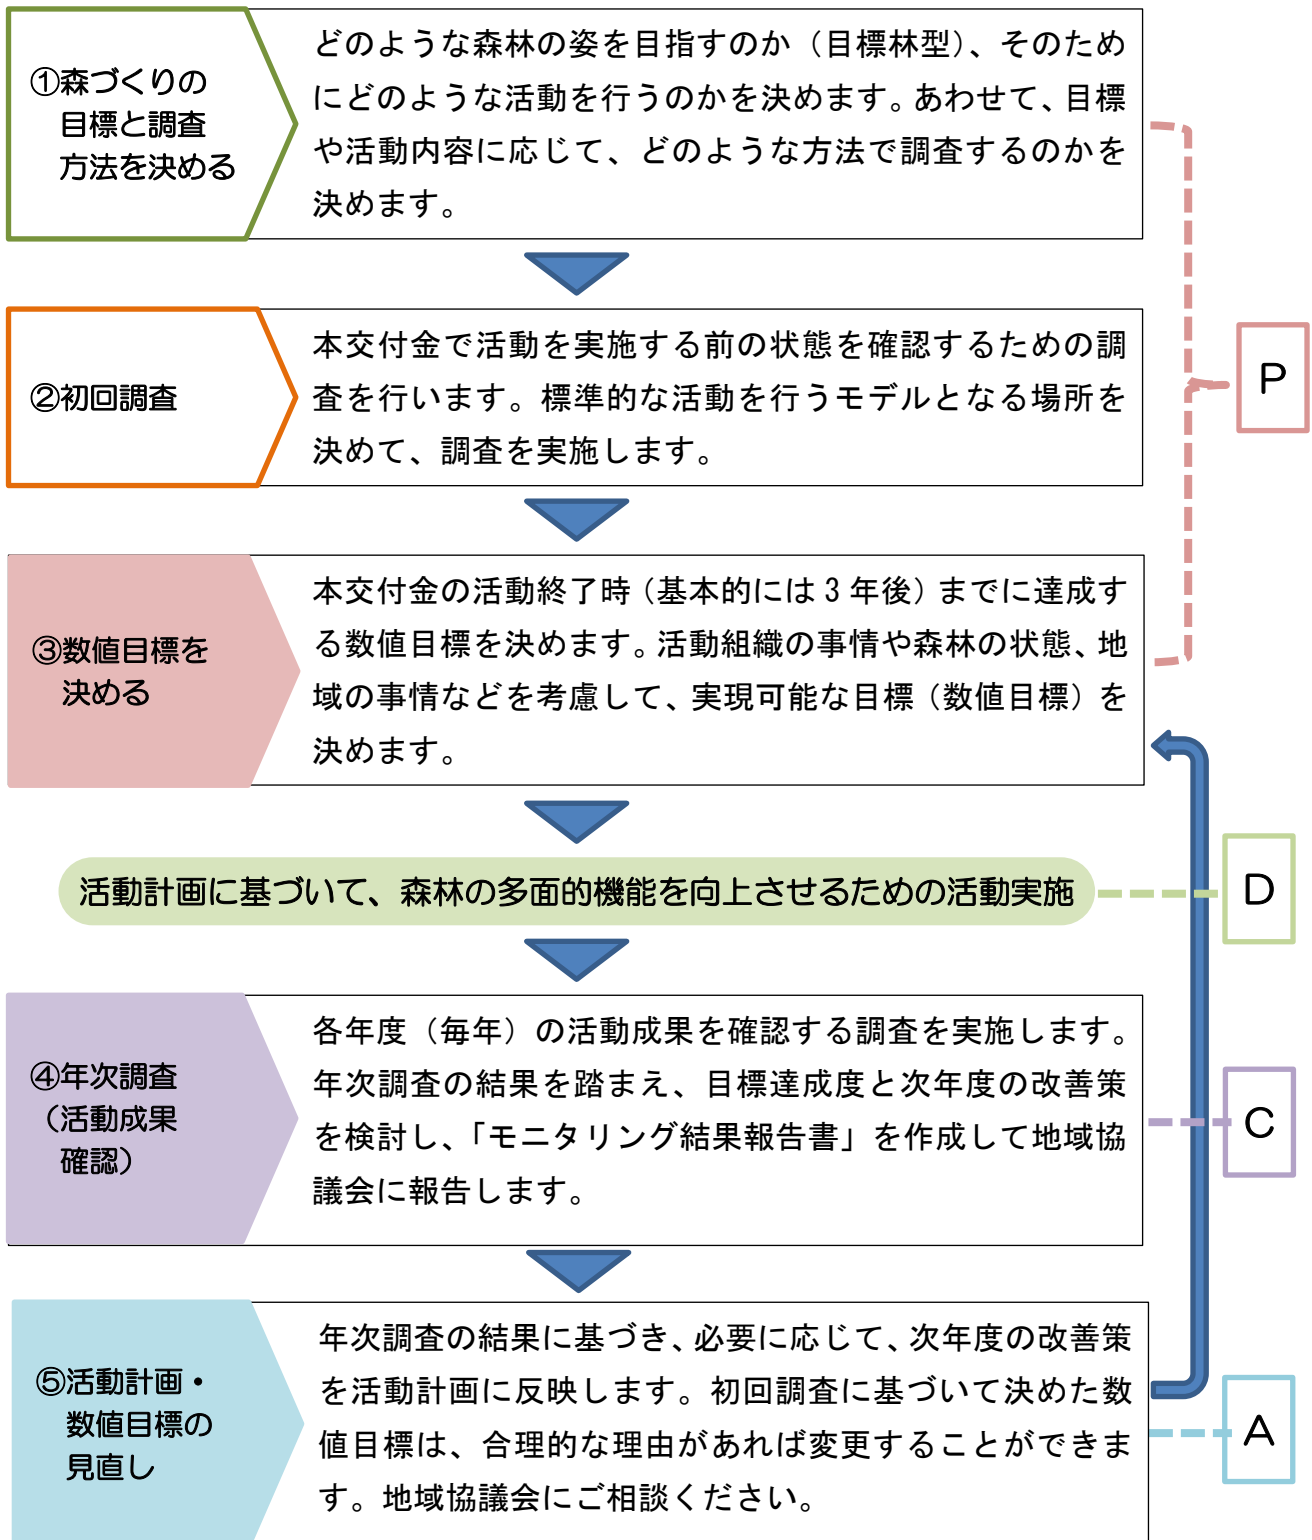 ①森づくりの
目標と調査
方法を決める
どのような森林の姿を目指すのか（目標林型）、そのため
にどのような活動を行うのかを決めます。あわせて、目標
や活動内容に応じて、どのような方法で調査するのかを
決めます。
②初回調査
本交付金で活動を実施する前の状態を確認するための調
査を行います。標準的な活動を行うモデルとなる場所を
決めて、調査を実施します。
P
③数値目標を
決める
本交付金の活動終了時（基本的には３年後）までに達成す
る数値目標を決めます。活動組織の事情や森林の状態、地
域の事情などを考慮して、実現可能な目標（数値目標）を
決めます。
活動計画に基づいて、森林の多面的機能を向上させるための活動実施
D
④年次調査
（活動成果
確認）
各年度（毎年）の活動成果を確認する調査を実施します。
年次調査の結果を踏まえ、目標達成度と次年度の改善策
を検討し、「モニタリング結果報告書」を作成して地域協
議会に報告します。
C
⑤活動計画・
数値目標の
見直し
年次調査の結果に基づき、必要に応じて、次年度の改善策
を活動計画に反映します。初回調査に基づいて決めた数
値目標は、合理的な理由があれば変更することができま
す。地域協議会にご相談ください。
A